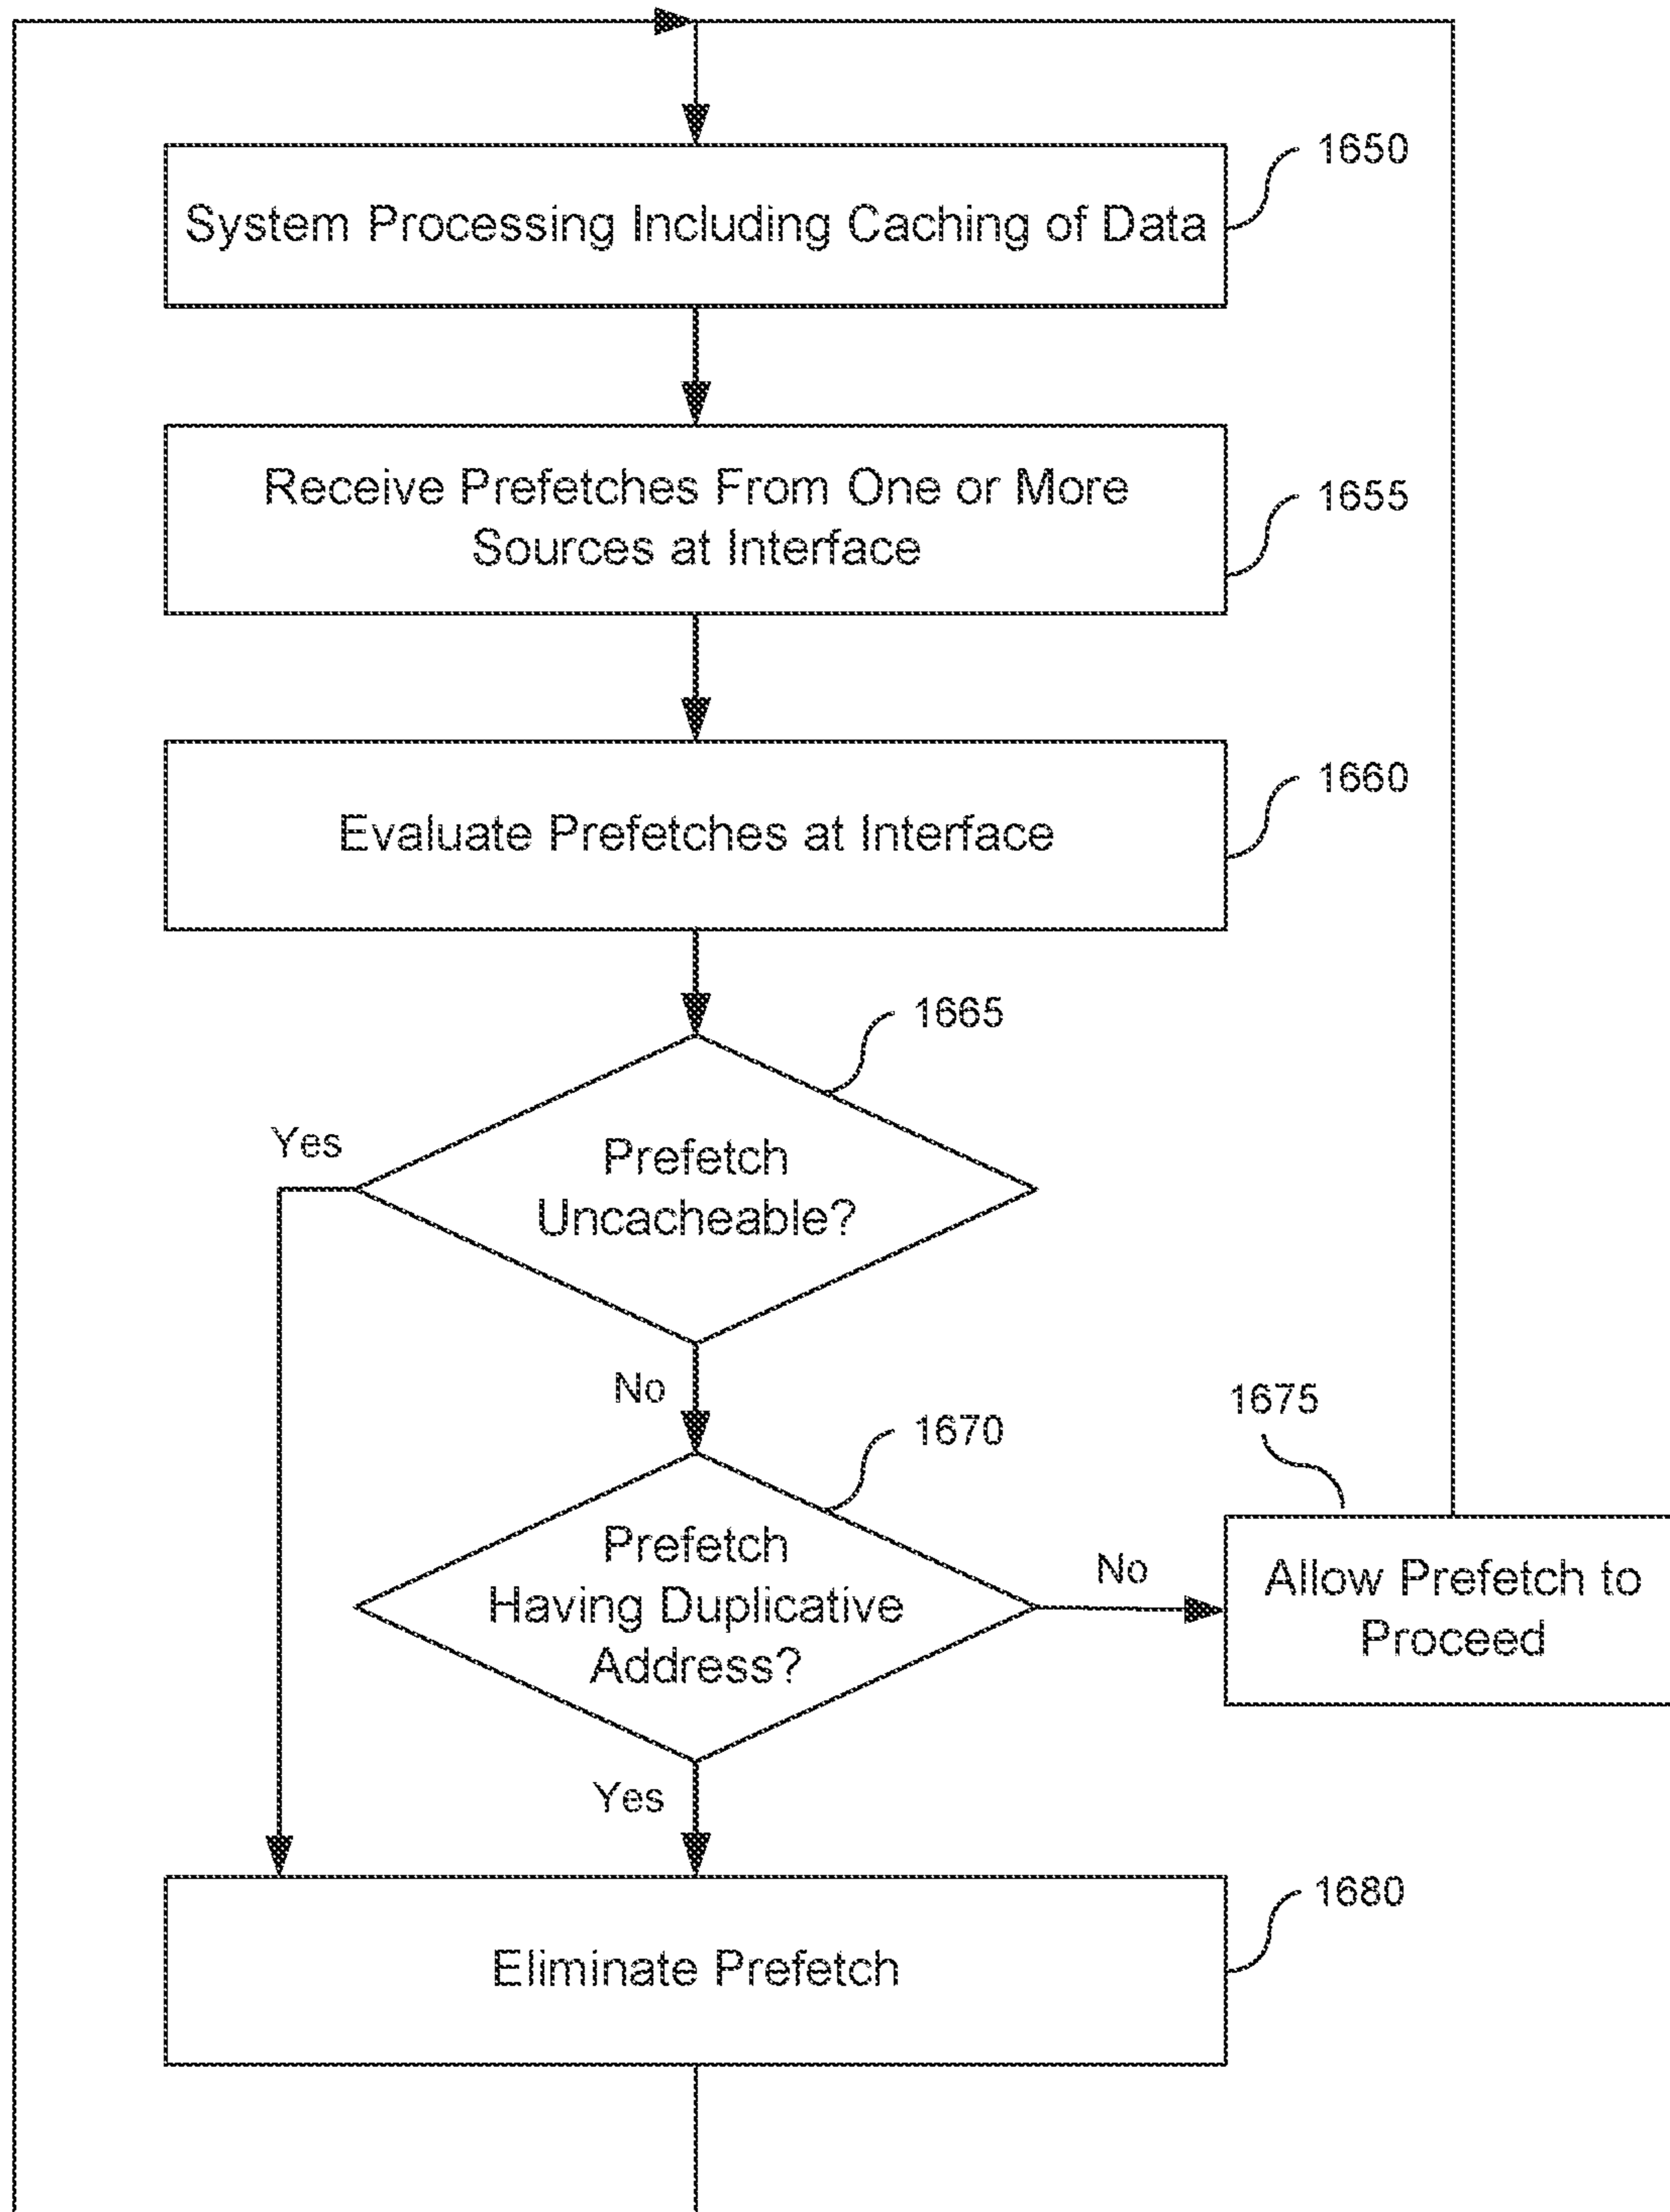 1650
System Processing Including Caching of Data
Receive Prefetches From One or More
Sources at Interface
1655
Evaluate Prefetches at Interface
1660
1665
Yes
Prefetch
Uncacheable?
No
1670
1675
Prefetch
Having Duplicative
Address?
No
Allow Prefetch to
Proceed
Yes
1680
Eliminate Prefetch